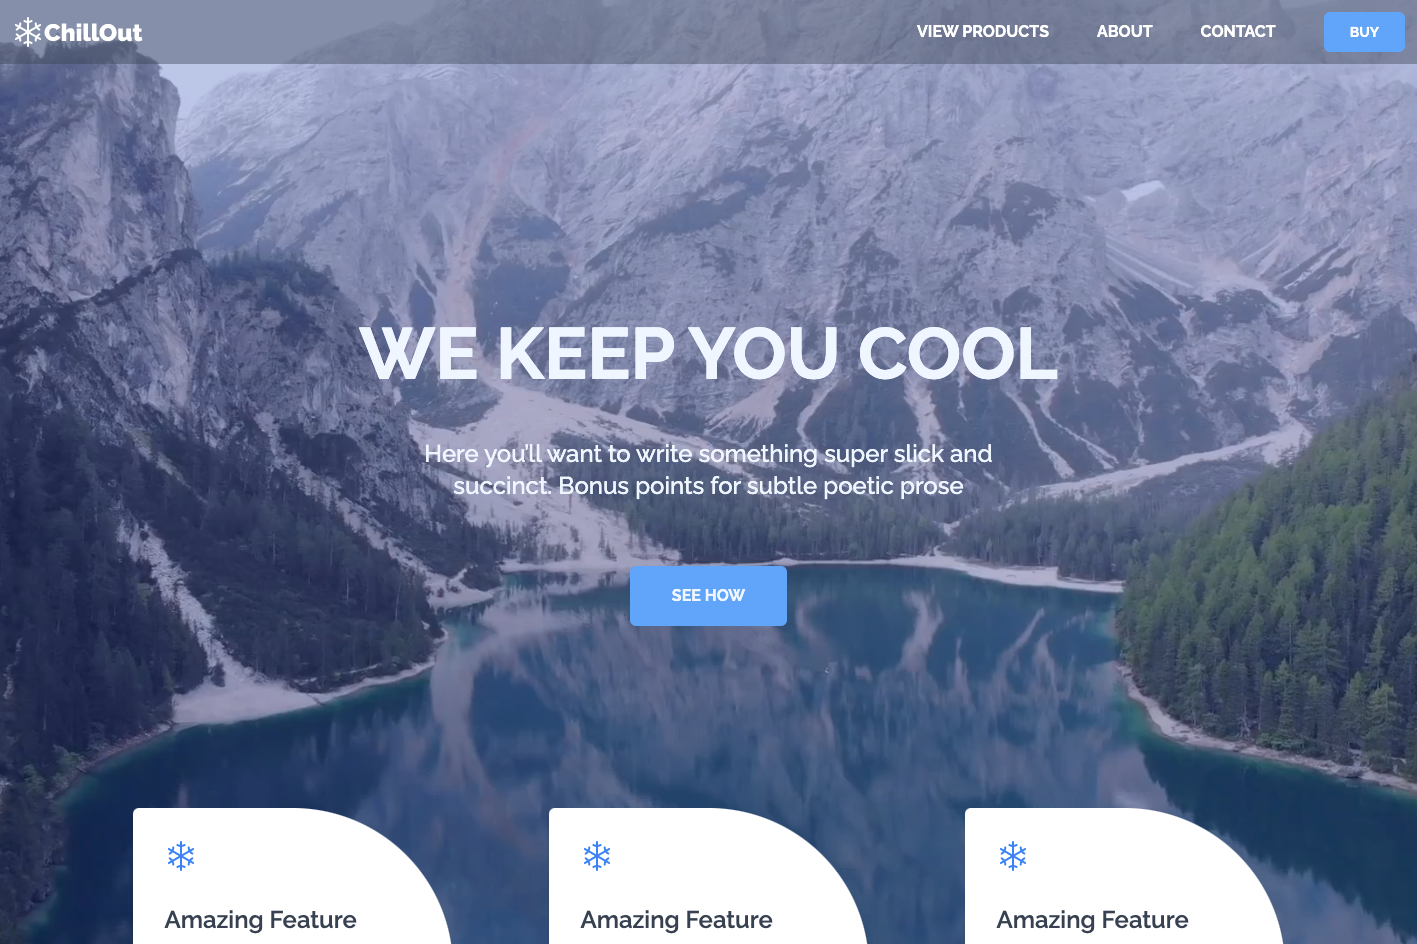 ChillOut
VIEW PRODUCTS
ABOUT
CONTACT
BUY
WE KEEP YOU COOL
Here you'll want to write something super slick and
succinct. Bonus points for subtle poetic prose
SEE HOW
Amazing Feature
Amazing Feature
Amazing Feature